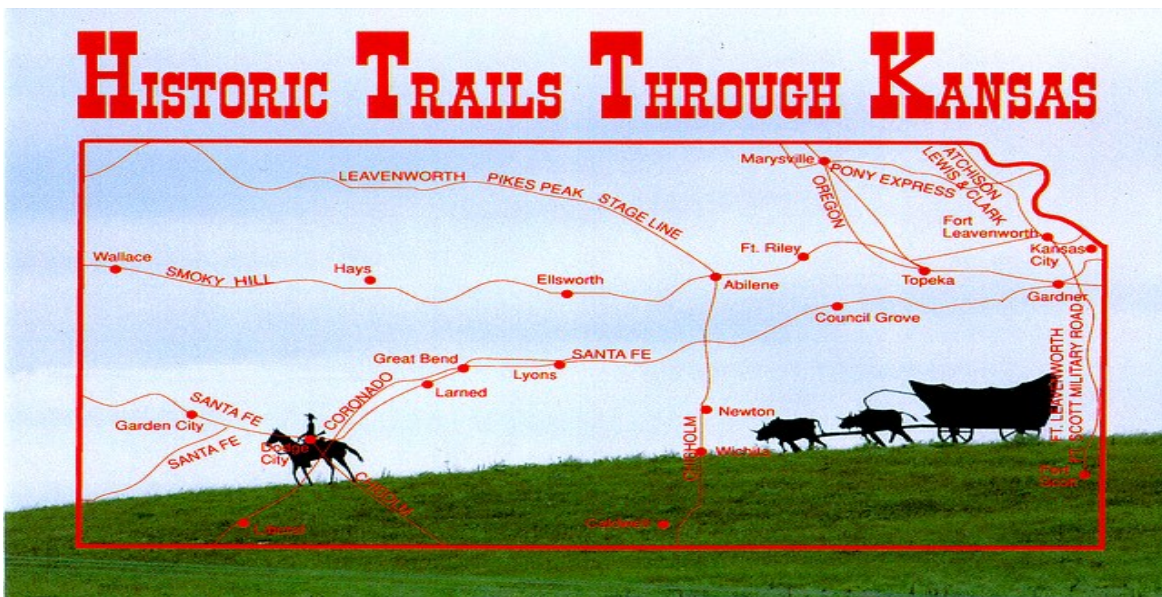 HISTORIC TRAILS THROUGH KANSAS
Marysville
ATCHISON
LEWIS & CLARK
PONY EXPRESS
OREGON
LEAVENWORTH
PIKES PEAK
STAGE LINE
Fort
Leavenworth
Kansas
City
Wallace
SMOKY HILL
Hays
Ellsworth
Ft. Riley
Abilene
Topeka
Gardner
Council Grove
SANTA FE
Great Bend
Lyons
Larned
CORONADO
SANTA FE
Garden City
SANTA FE
Dodge
City
CHISHOLM
Liberal
Newton
Wichita
CHISHOLM
Caldwell
FT. LEAVENWORTH
FT. SCOTT MILITARY ROAD
Fort
Scott